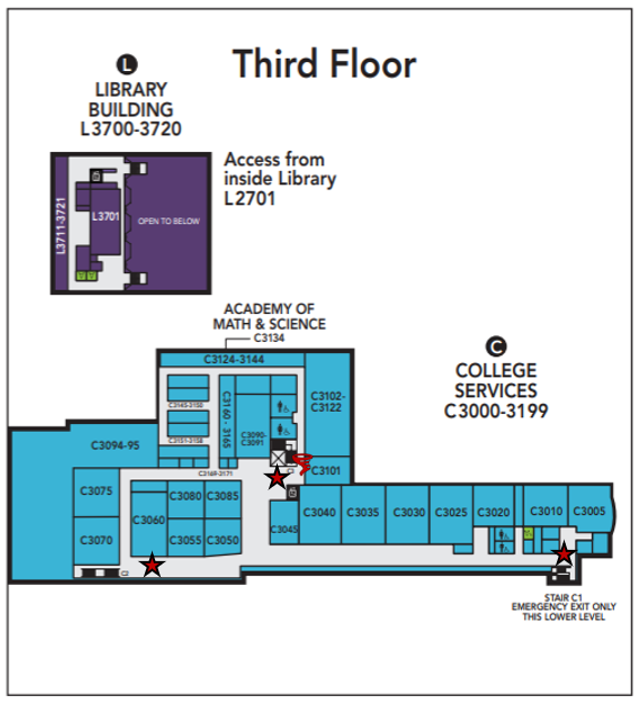 Third Floor
L
LIBRARY
BUILDING
L3700-3720
Access from
inside Library
L2701
L3711-3721
L3701
OPEN TO BELOW
ACADEMY OF
MATH & SCIENCE
C3134
C
COLLEGE
SERVICES
C3000-3199
C3124-3144
C3102-
C3122
C3145-3150
C3160 - 3165
C3151-3158
C3090-
C3091
C3094-95
C3169-3171
C1
C3101
C3075
C3080
C3085
C3060
C3070
C3055
C3050
C3045
C3040
C3035
C3030
C3025
C3020
C3010
C3005
C2
STAIR C1
EMERGENCY EXIT ONLY
THIS LOWER LEVEL